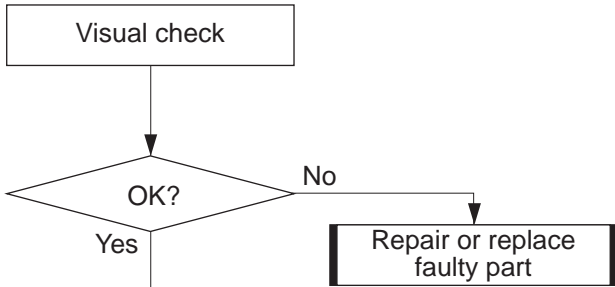 Visual check
OK?
No
Yes
Repair or replace
faulty part